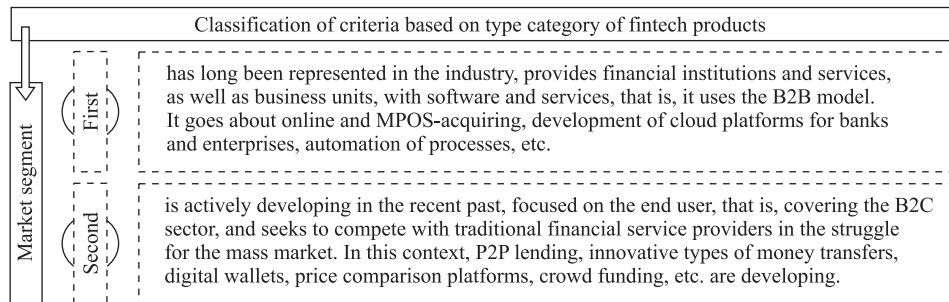 Classification of criteria based on type category of fintech products
Market segment
First
has long been represented in the industry, provides financial institutions and services,
as well as business units, with software and services, that is, it uses the B2B model.
It goes about online and MPOS-acquiring, development of cloud platforms for banks
and enterprises, automation of processes, etc.
Second
is actively developing in the recent past, focused on the end user, that is, covering the B2C
sector, and seeks to compete with traditional financial service providers in the struggle
for the mass market. In this context, P2P lending, innovative types of money transfers,
digital wallets, price comparison platforms, crowd funding, etc. are developing.